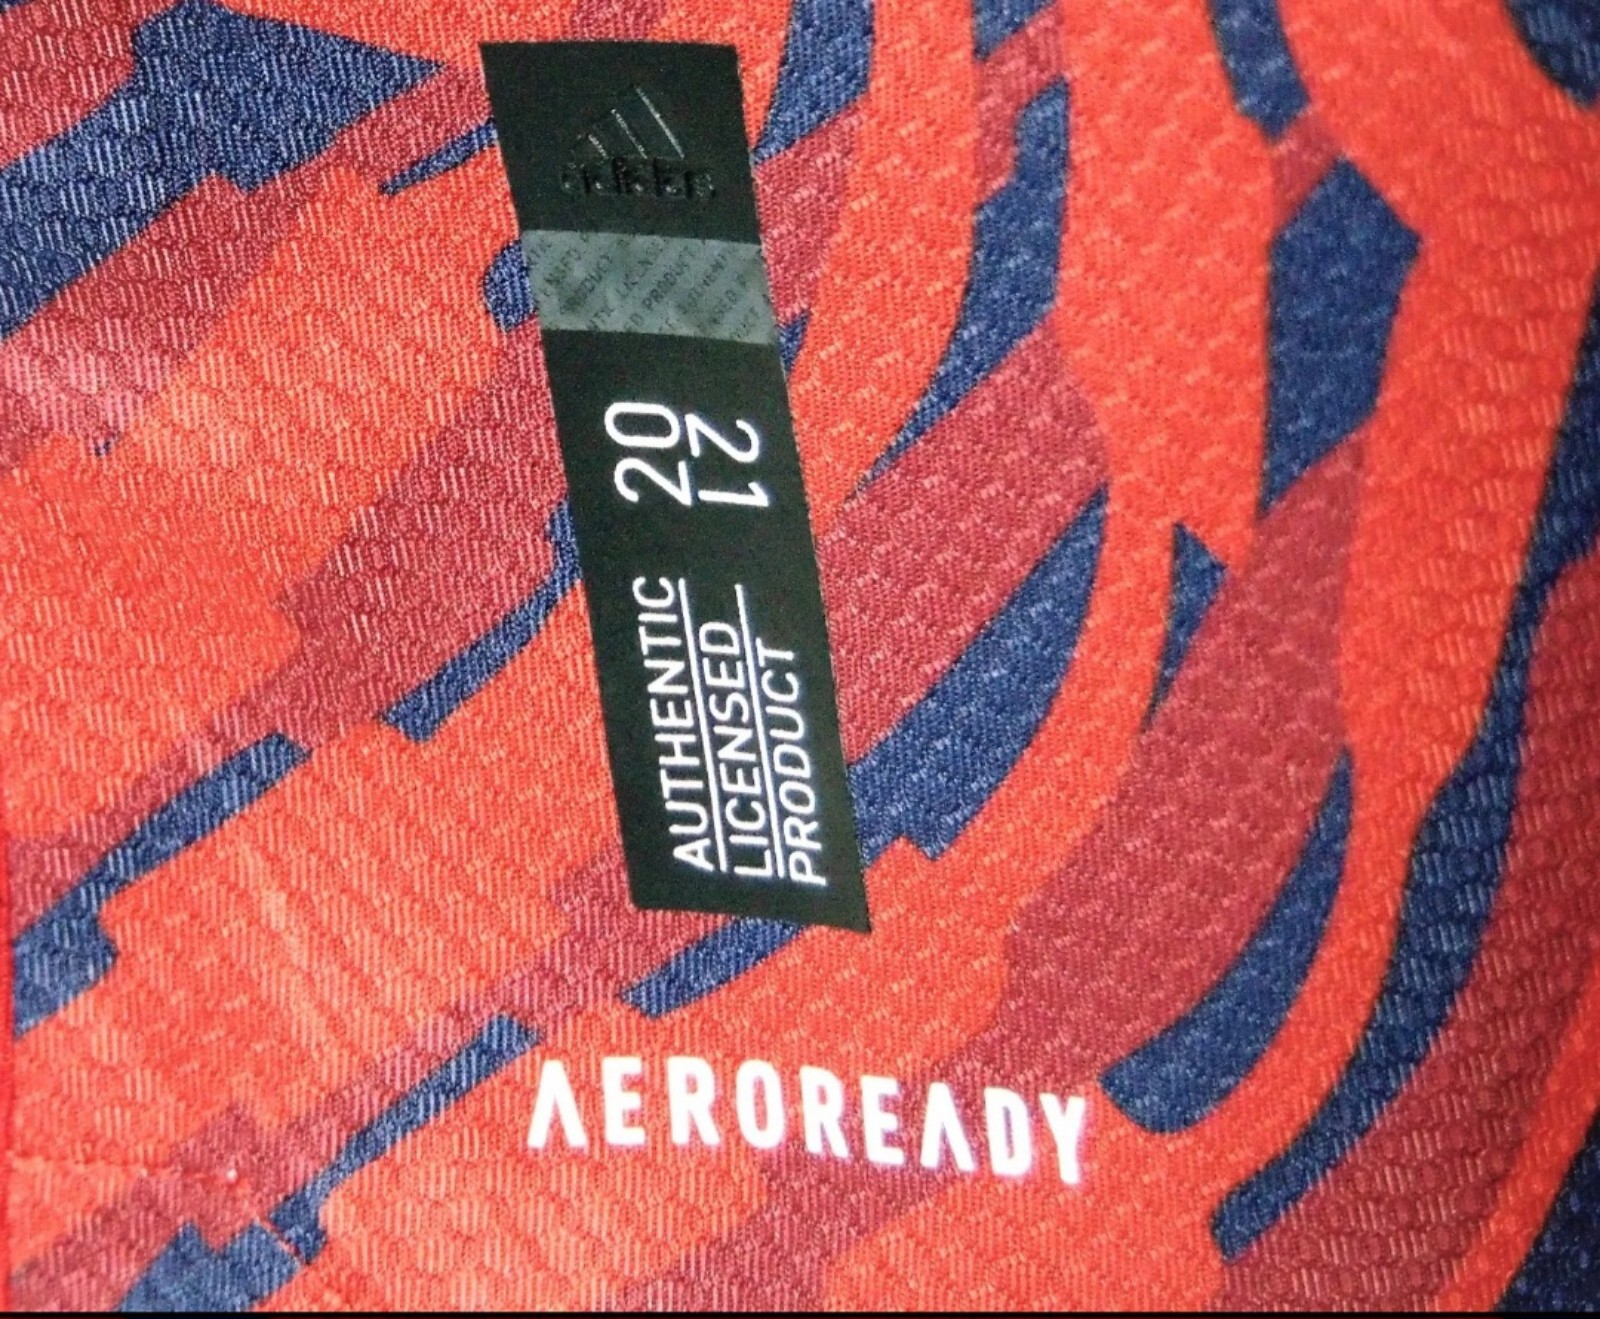 adidas
20
21
AUTHENTIC
LICENSED
PRODUCT
AEROREADY